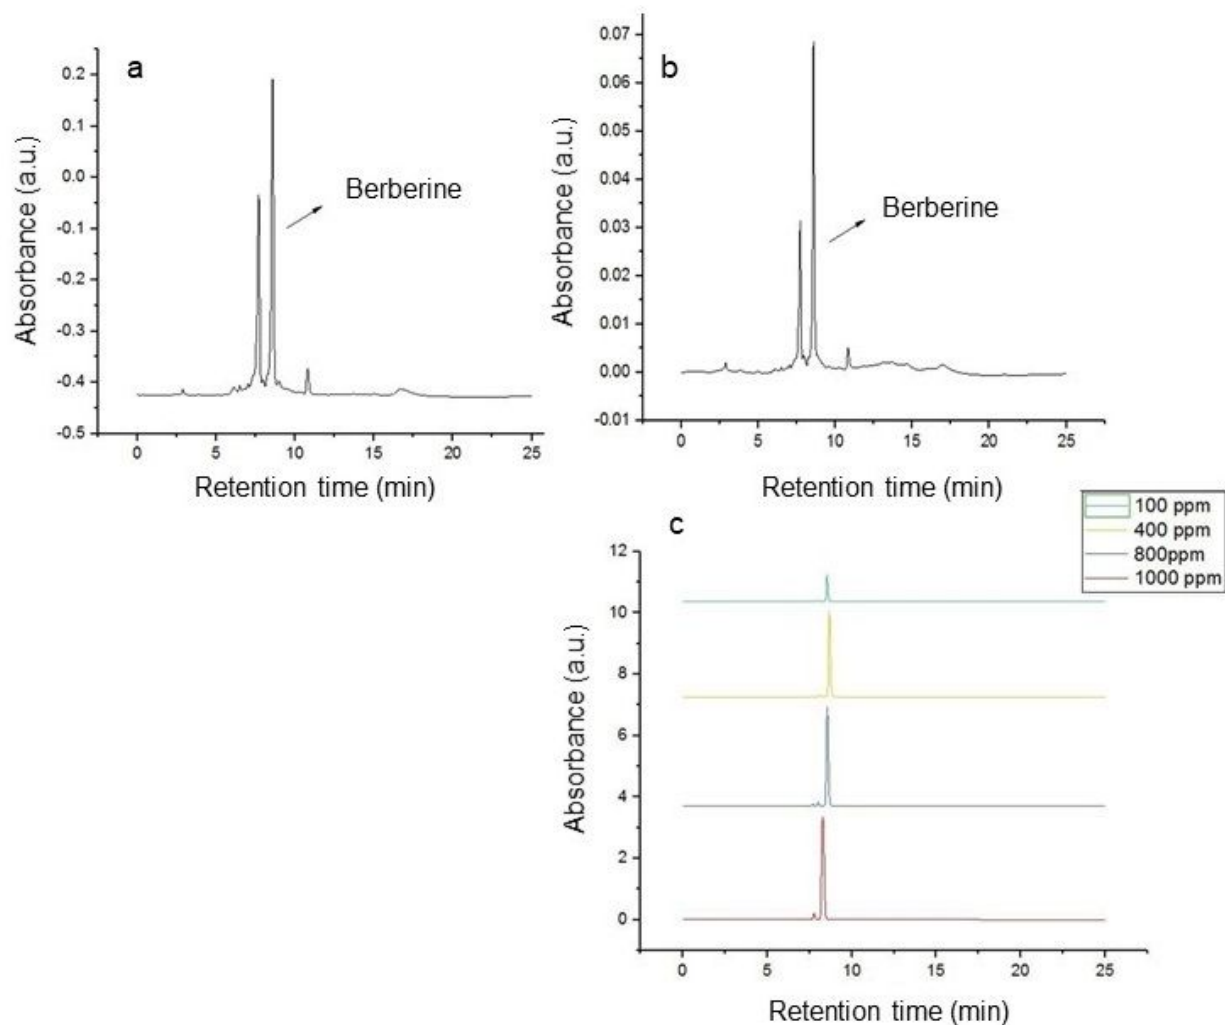 a
0.2
0.1
0.0
-0.1
-0.2
-0.3
-0.4
-0.5
0
5
10
15
20
25
Absorbance (a.u.)
Berberine
Retention time (min)
b
0.07
0.06
0.05
0.04
0.03
0.02
0.01
0.00
-0.01
0
5
10
15
20
25
Absorbance (a.u.)
Berberine
Retention time (min)
c
100 ppm
400 ppm
800ppm
1000 ppm
12
10
8
6
4
2
0
0
5
10
15
20
25
Absorbance (a.u.)
Retention time (min)